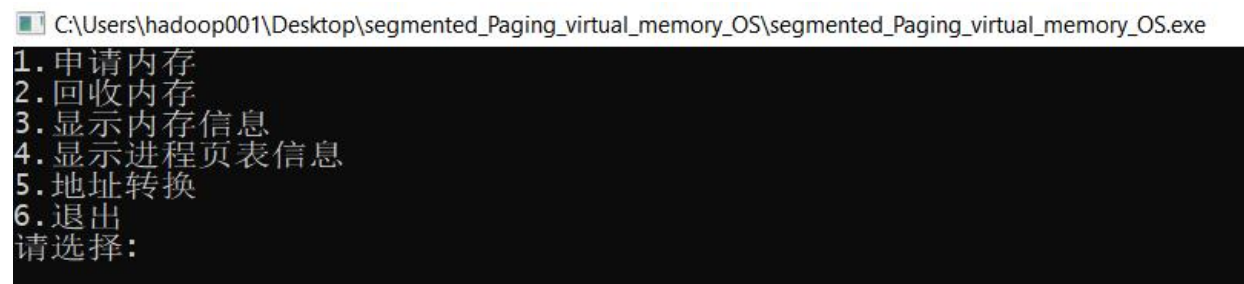 C:\Users\hadoop001\Desktop\segmented_Paging_virtual_memory_OS\segmented_Paging_virtual_memory_OS.exe
1.申请内存
2.回收内存
3.显示内存信息
4.显示进程页表信息
5.地址转换
6.退出
请选择: